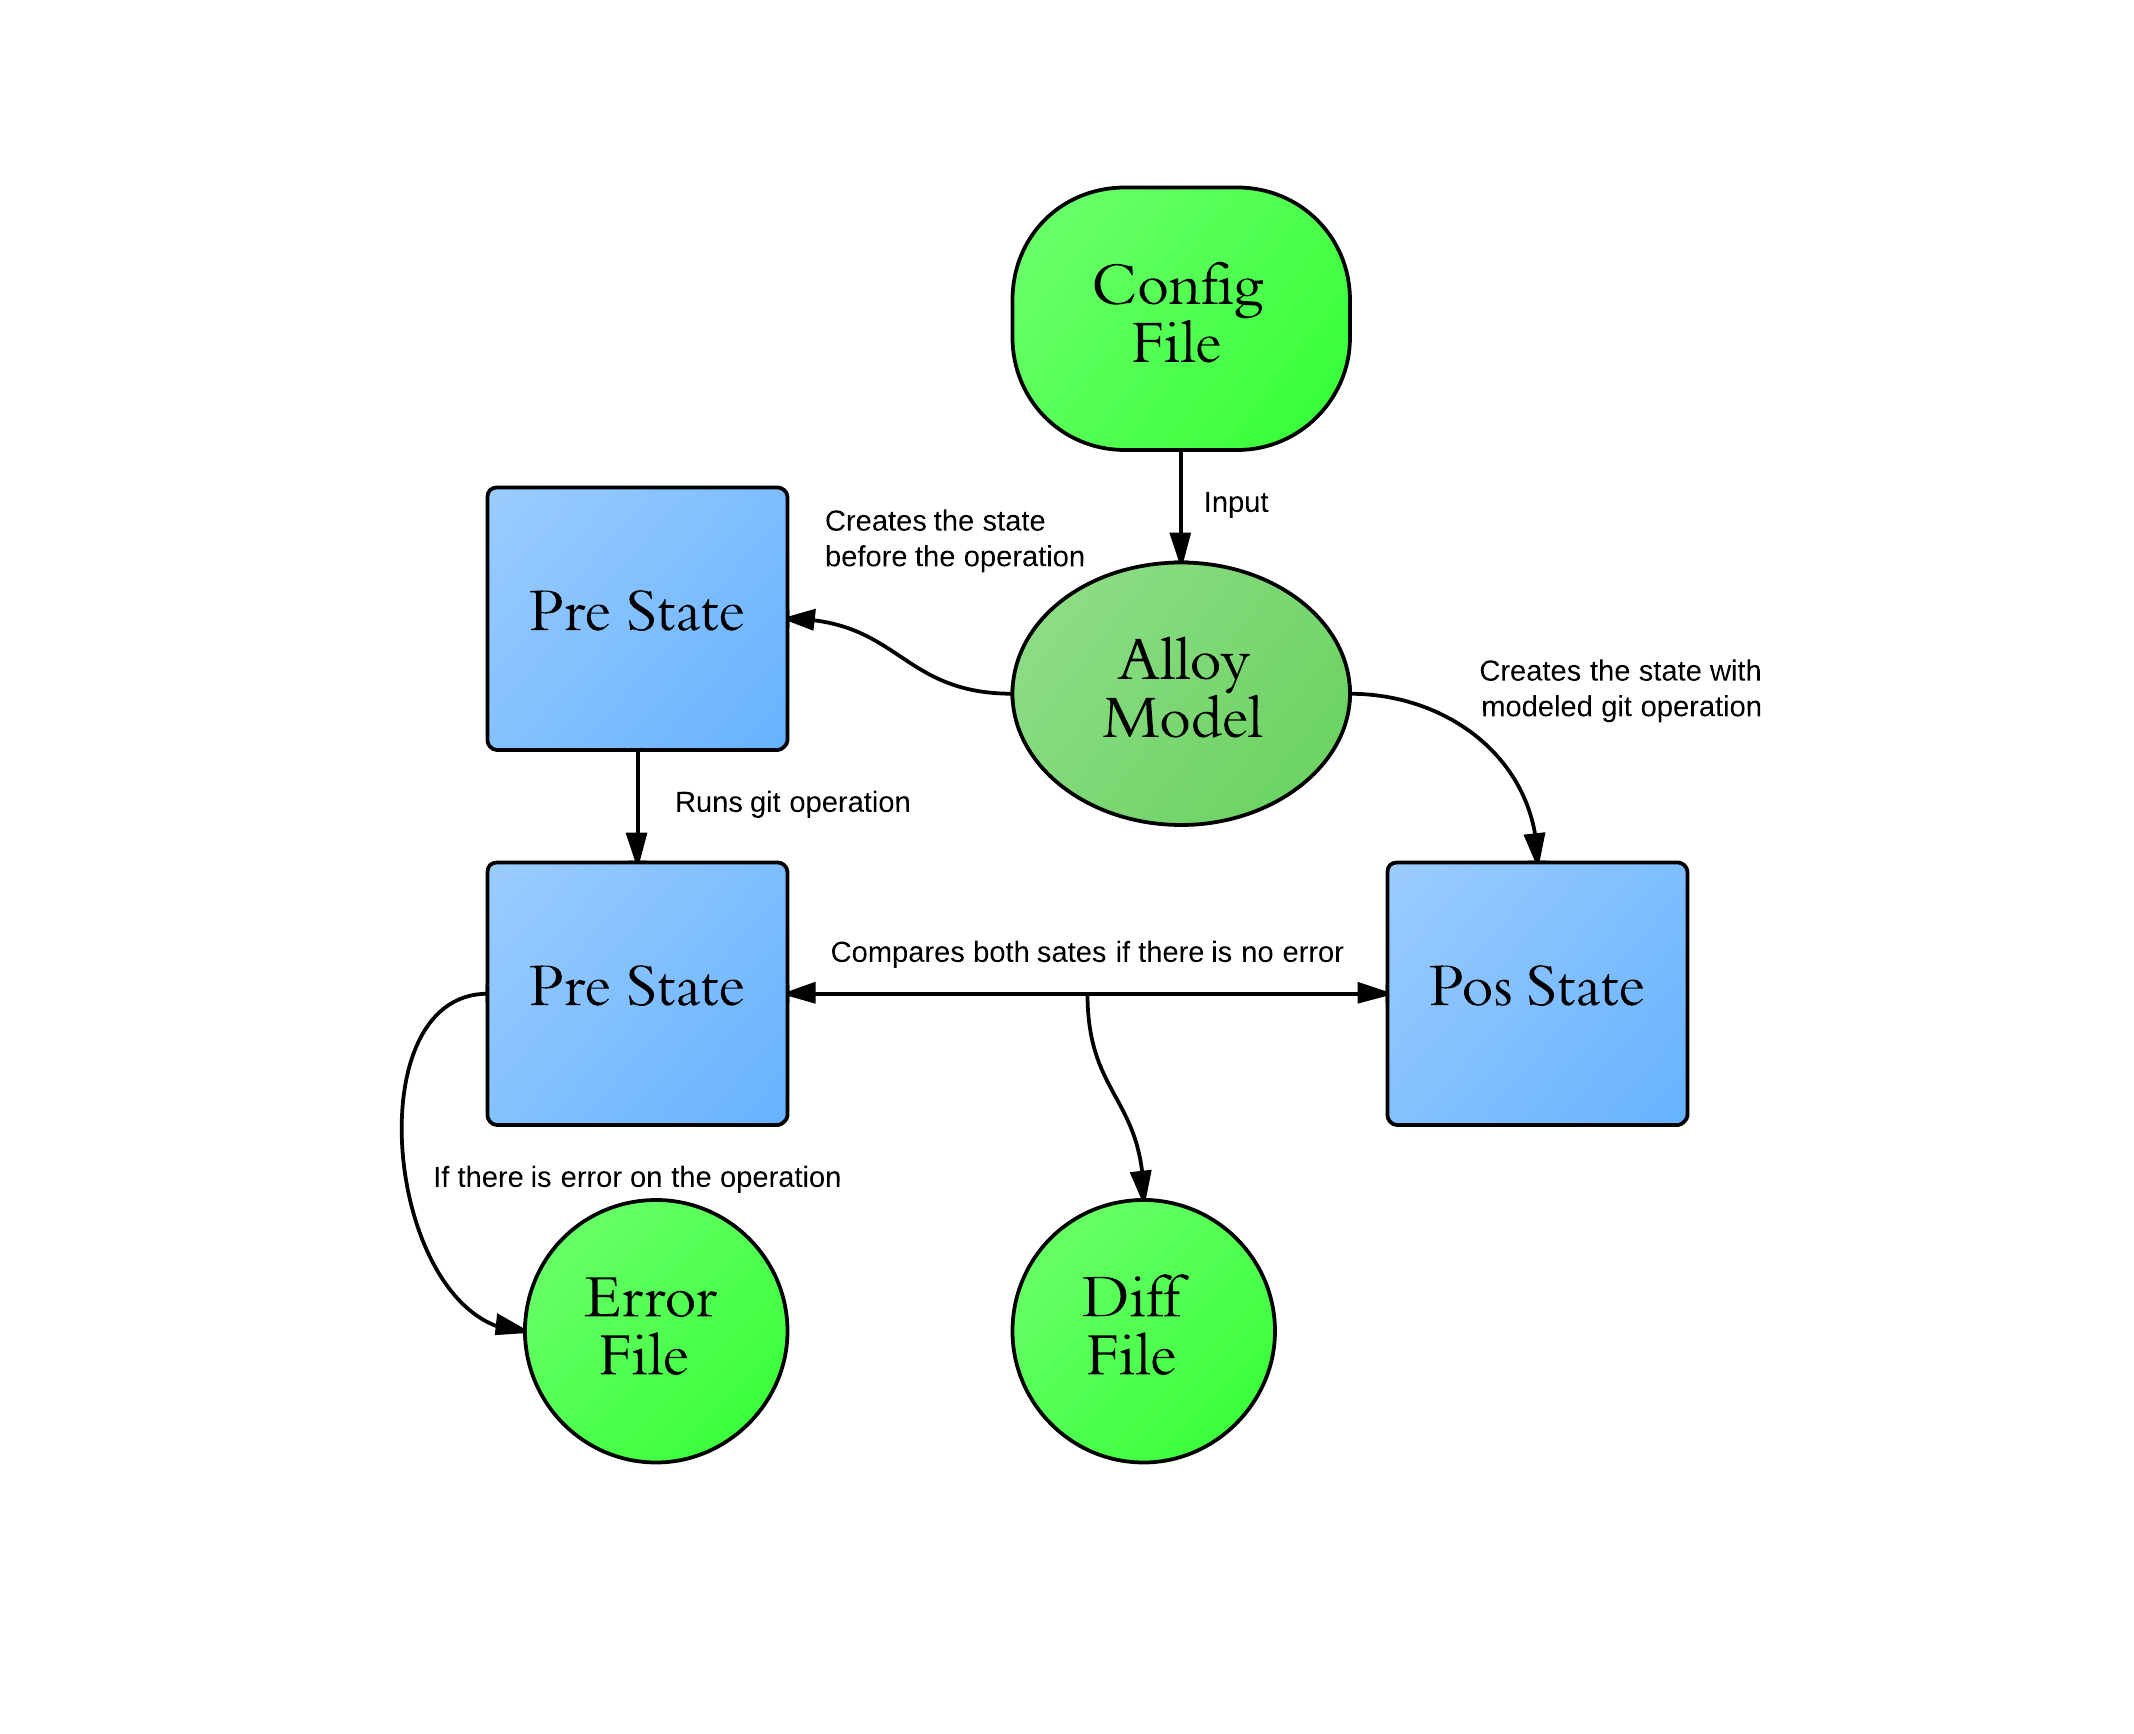 Config
File
Input
Creates the state
before the operation
Pre State
Alloy
Model
Creates the state with
modeled git operation
Runs git operation
Compares both sates if there is no error
Pre State
Pos State
If there is error on the operation
Error
File
Diff
File